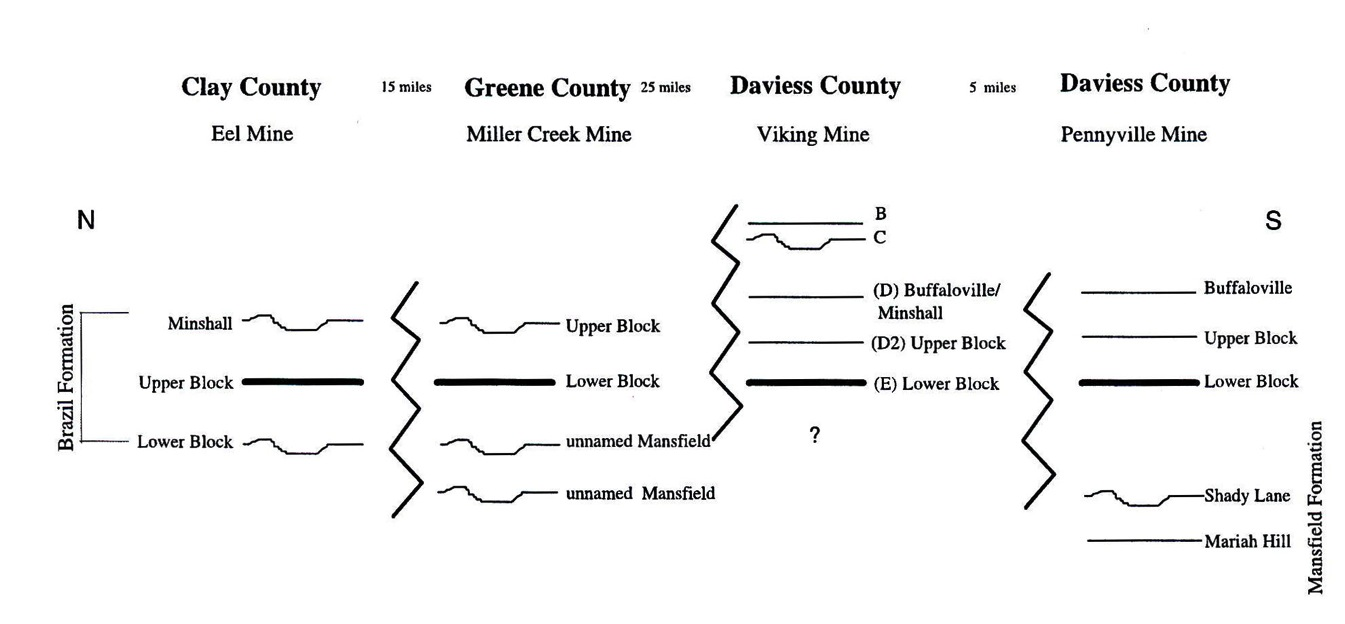 Clay County 15 miles Greene County 25 miles Daviess County 5 miles Daviess County
Eel Mine Miller Creek Mine Viking Mine Pennyville Mine
N
S
Brazil Formation
Minshall
Upper Block
Lower Block
Upper Block
Lower Block
unnamed Mansfield
unnamed Mansfield
B
C
(D) Buffaloville/
Minshall
(D2) Upper Block
(E) Lower Block
?
Buffaloville
Upper Block
Lower Block
Shady Lane
Mariah Hill
Mansfield Formation